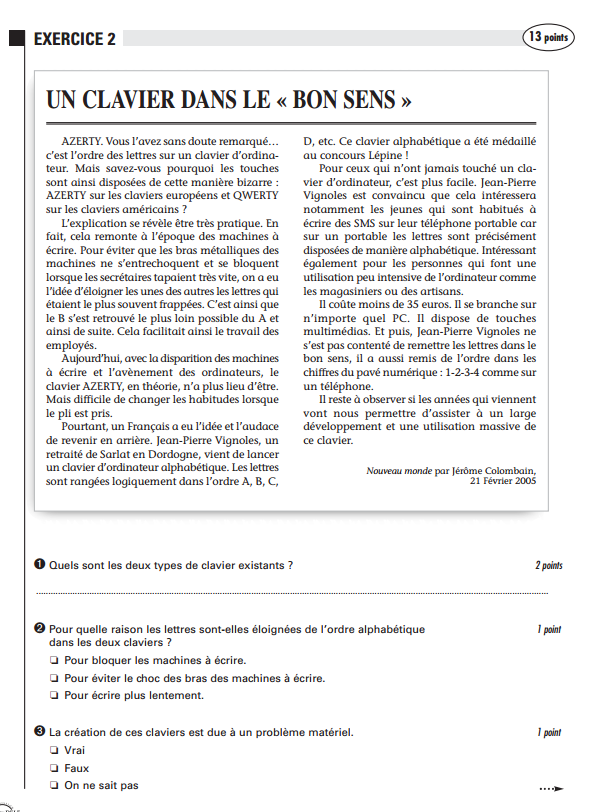 EXERCICE 2
13 points
UN CLAVIER DANS LE « BON SENS »
AZERTY. Vous l'avez sans doute remarqué...
c'est l'ordre des lettres sur un clavier d'ordina-
teur. Mais savez-vous pourquoi les touches
sont ainsi disposées de cette manière bizarre :
AZERTY sur les claviers européens et QWERTY
sur les claviers américains ?
L'explication se révèle être très pratique. En
fait, cela remonte à l'époque des machines à
écrire. Pour éviter que les bras métalliques des
machines ne s'entrechoquent et se bloquent
lorsque les secrétaires tapaient très vite, on a eu
l'idée d'éloigner les unes des autres les lettres qui
étaient le plus souvent frappées. C'est ainsi que
le B s'est retrouvé le plus loin possible du A et
ainsi de suite. Cela facilitait ainsi le travail des
employés.
Aujourd'hui, avec la disparition des machines
à écrire et l'avènement des ordinateurs, le
clavier AZERTY, en théorie, n'a plus lieu d'être.
Mais difficile de changer les habitudes lorsque
le pli est pris.
Pourtant, un Français a eu l'idée et l'audace
de revenir en arrière. Jean-Pierre Vignoles, un
retraité de Sarlat en Dordogne, vient de lancer
un clavier d'ordinateur alphabétique. Les lettres
sont rangées logiquement dans l'ordre A, B, C,
D, etc. Ce clavier alphabétique a été médaillé
au concours Lépine !
Pour ceux qui n'ont jamais touché un cla-
vier d'ordinateur, c'est plus facile. Jean-Pierre
Vignoles est convaincu que cela intéressera
notamment les jeunes qui sont habitués à
écrire des SMS sur leur téléphone portable car
sur un portable les lettres sont précisément
disposées de manière alphabétique. Intéressant
également pour les personnes qui font une
utilisation peu intensive de l'ordinateur comme
les magasiniers ou des artisans.
Il coûte moins de 35 euros. Il se branche sur
n'importe quel PC. Il dispose de touches
multimédias. Et puis, Jean-Pierre Vignoles ne
s'est pas contenté de remettre les lettres dans le
bon sens, il a aussi remis de l'ordre dans les
chiffres du pavé numérique : 1-2-3-4 comme sur
un téléphone.
Il reste à observer si les années qui viennent
vont nous permettre d'assister à un large
développement et une utilisation massive de
ce clavier.
Nouveau monde par Jérôme Colombain,
21 Février 2005
1 Quels sont les deux types de clavier existants ? 2 points
2 Pour quelle raison les lettres sont-elles éloignées de l'ordre alphabétique 1 point
dans les deux claviers ?
❏ Pour bloquer les machines à écrire.
❏ Pour éviter le choc des bras des machines à écrire.
❏ Pour écrire plus lentement.
3 La création de ces claviers est due à un problème matériel. 1 point
❏ Vrai
❏ Faux
❏ On ne sait pas